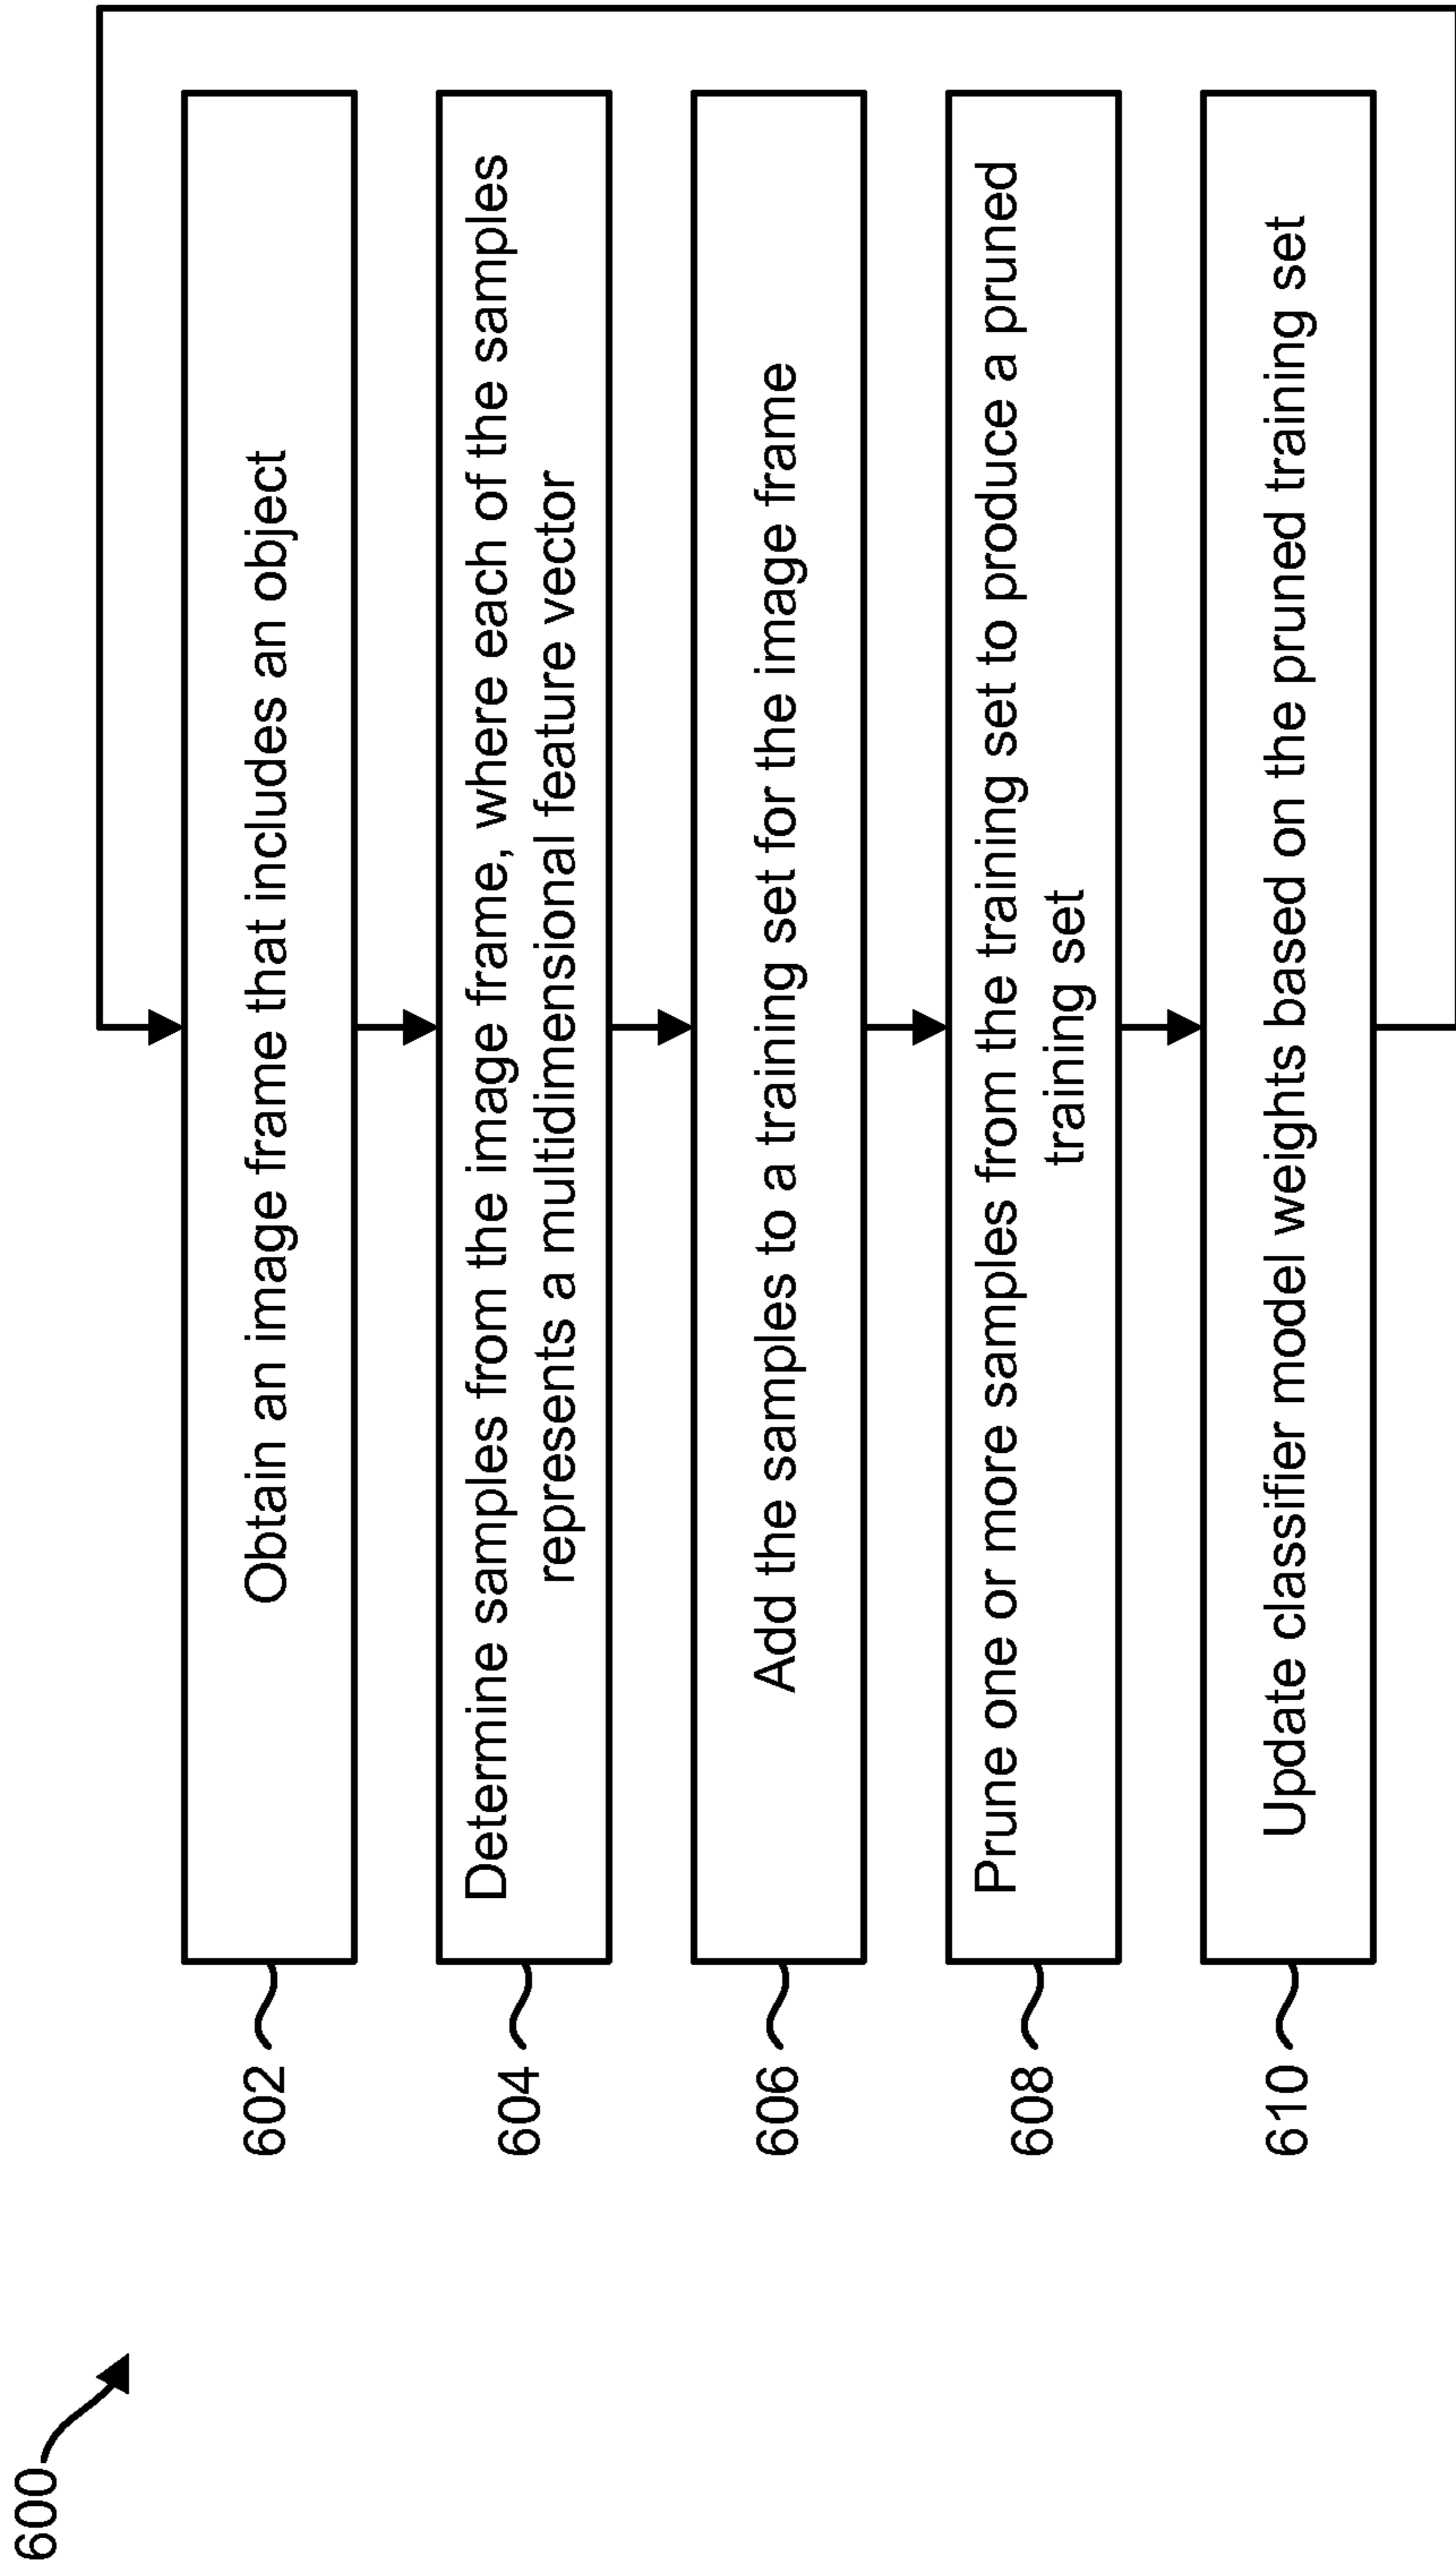 600
602
Obtain an image frame that includes an object
604
Determine samples from the image frame, where each of the samples
represents a multidimensional feature vector
606
Add the samples to a training set for the image frame
608
Prune one or more samples from the training set to produce a pruned
training set
610
Update classifier model weights based on the pruned training set